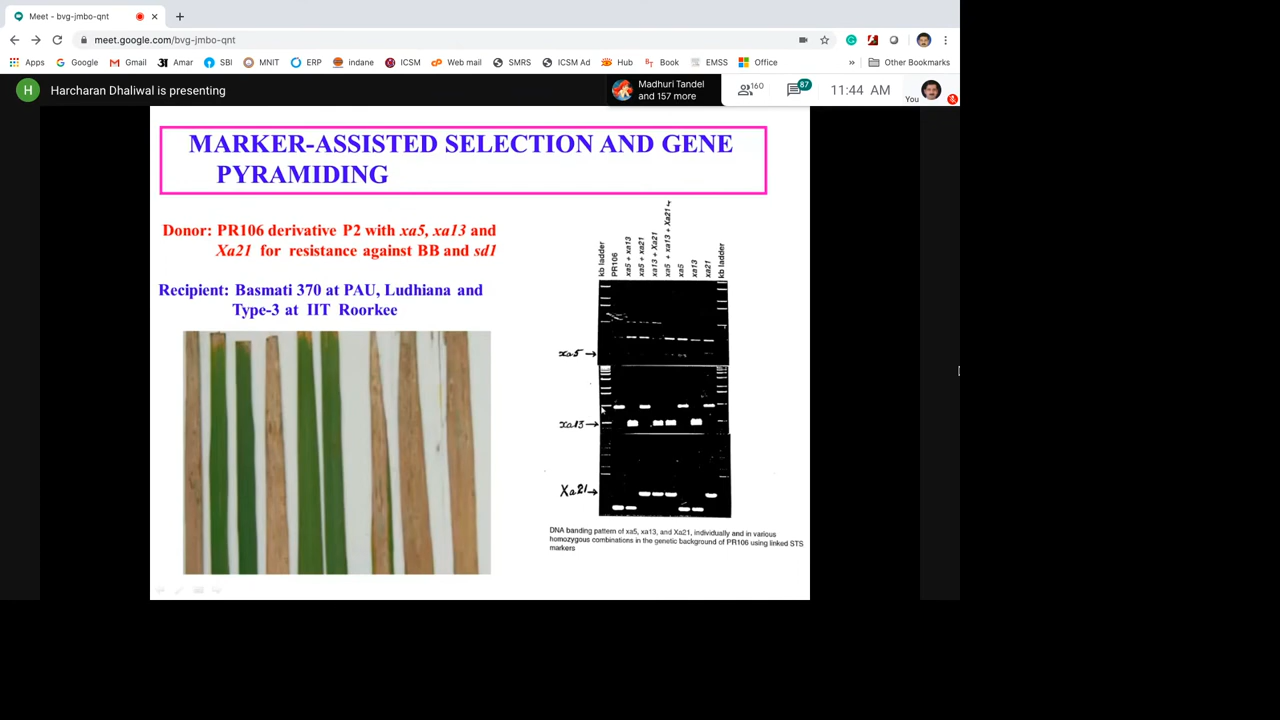 Meet - bvg-jmbo-qnt
meet.google.com/bvg-jmbo-qnt
Apps Google Gmail Amar SBI MNIT ERP indane ICSM Web mail SMRS ICSM Ad Hub Book EMSS Office » Other Bookmarks
H Harcharan Dhaliwal is presenting
Madhuri Tandel
and 157 more
160
87
11:44 AM
You
MARKER-ASSISTED SELECTION AND GENE
PYRAMIDING
Donor: PR106 derivative P2 with xa5, xa13 and
Xa21 for resistance against BB and sd1
Recipient: Basmati 370 at PAU, Ludhiana and
Type-3 at IIT Roorkee
kb ladder
PR106
xa5 + xa13
xa5 + xa21
xa13 + Xa21
xa5 + xa13 + Xa21
xa5
xa13
xa21
kb ladder
xa5
xa13
Xa21
DNA banding pattern of xa5, xa13, and Xa21, individually and in various
homozygous combinations in the genetic background of PR106 using linked STS
markers